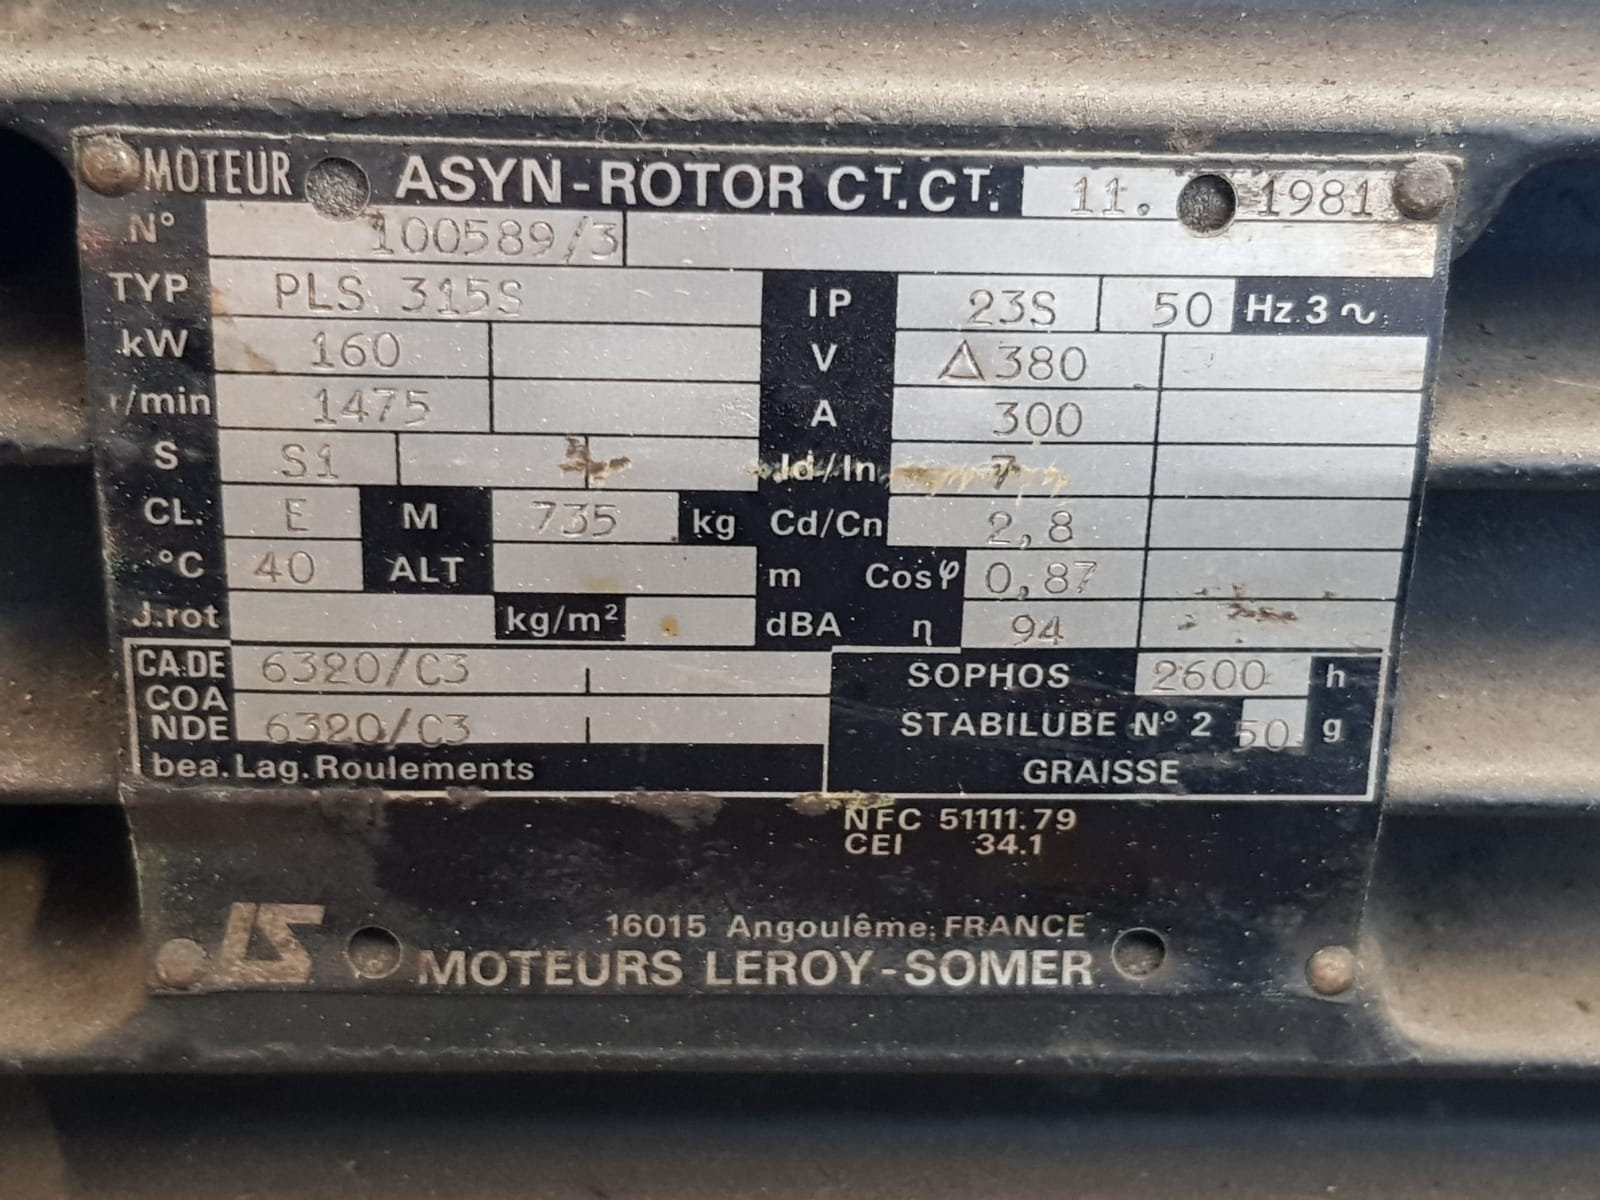 MOTEUR ASYN-ROTOR CT.CT. 11. 1981
N° 100589/3
TYP PLS 315S IP 23S 50 Hz 3 ~
kW 160 V △380
r/min 1475 A 300
S S1 Id/In 7
CL. E M 735 kg Cd/Cn 2,8
°C 40 ALT m Cosφ 0,87
J.rot kg/m² dBA η 94
CA.DE 6320/C3 SOPHOS 2600 h
COA
NDE 6320/C3 STABILUBE N° 2 50 g
bea.Lag.Roulements GRAISSE
NFC 51111.79
CEI 34.1
LS 16015 Angoulême. FRANCE
MOTEURS LEROY-SOMER